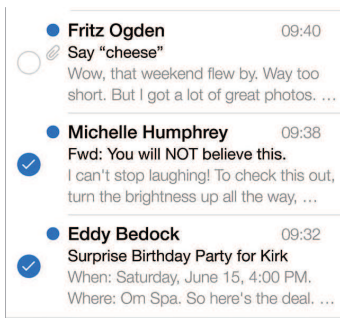 Fritz Ogden 09:40
Say “cheese”
Wow, that weekend flew by. Way too
short. But I got a lot of great photos. …
Michelle Humphrey 09:38
Fwd: You will NOT believe this.
I can't stop laughing! To check this out,
turn the brightness up all the way, …
Eddy Bedock 09:32
Surprise Birthday Party for Kirk
When: Saturday, June 15, 4:00 PM.
Where: Om Spa. So here's the deal. …